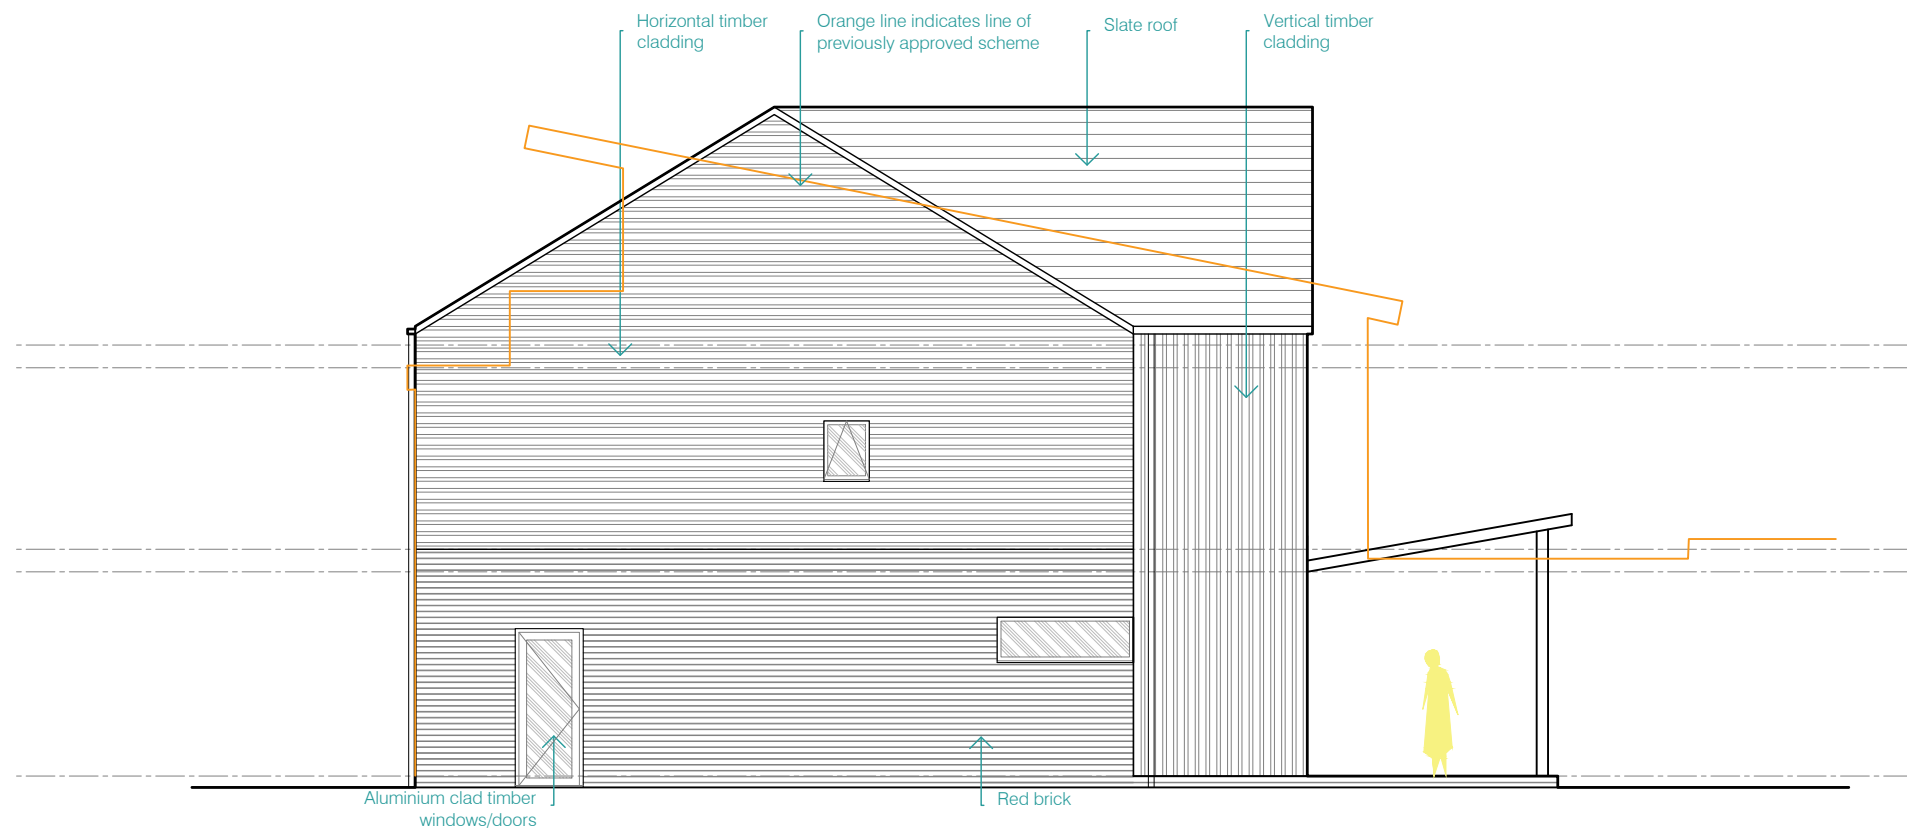 Horizontal timber
cladding
Orange line indicates line of
previously approved scheme
Slate roof
Vertical timber
cladding
Aluminium clad timber
windows/doors
Red brick